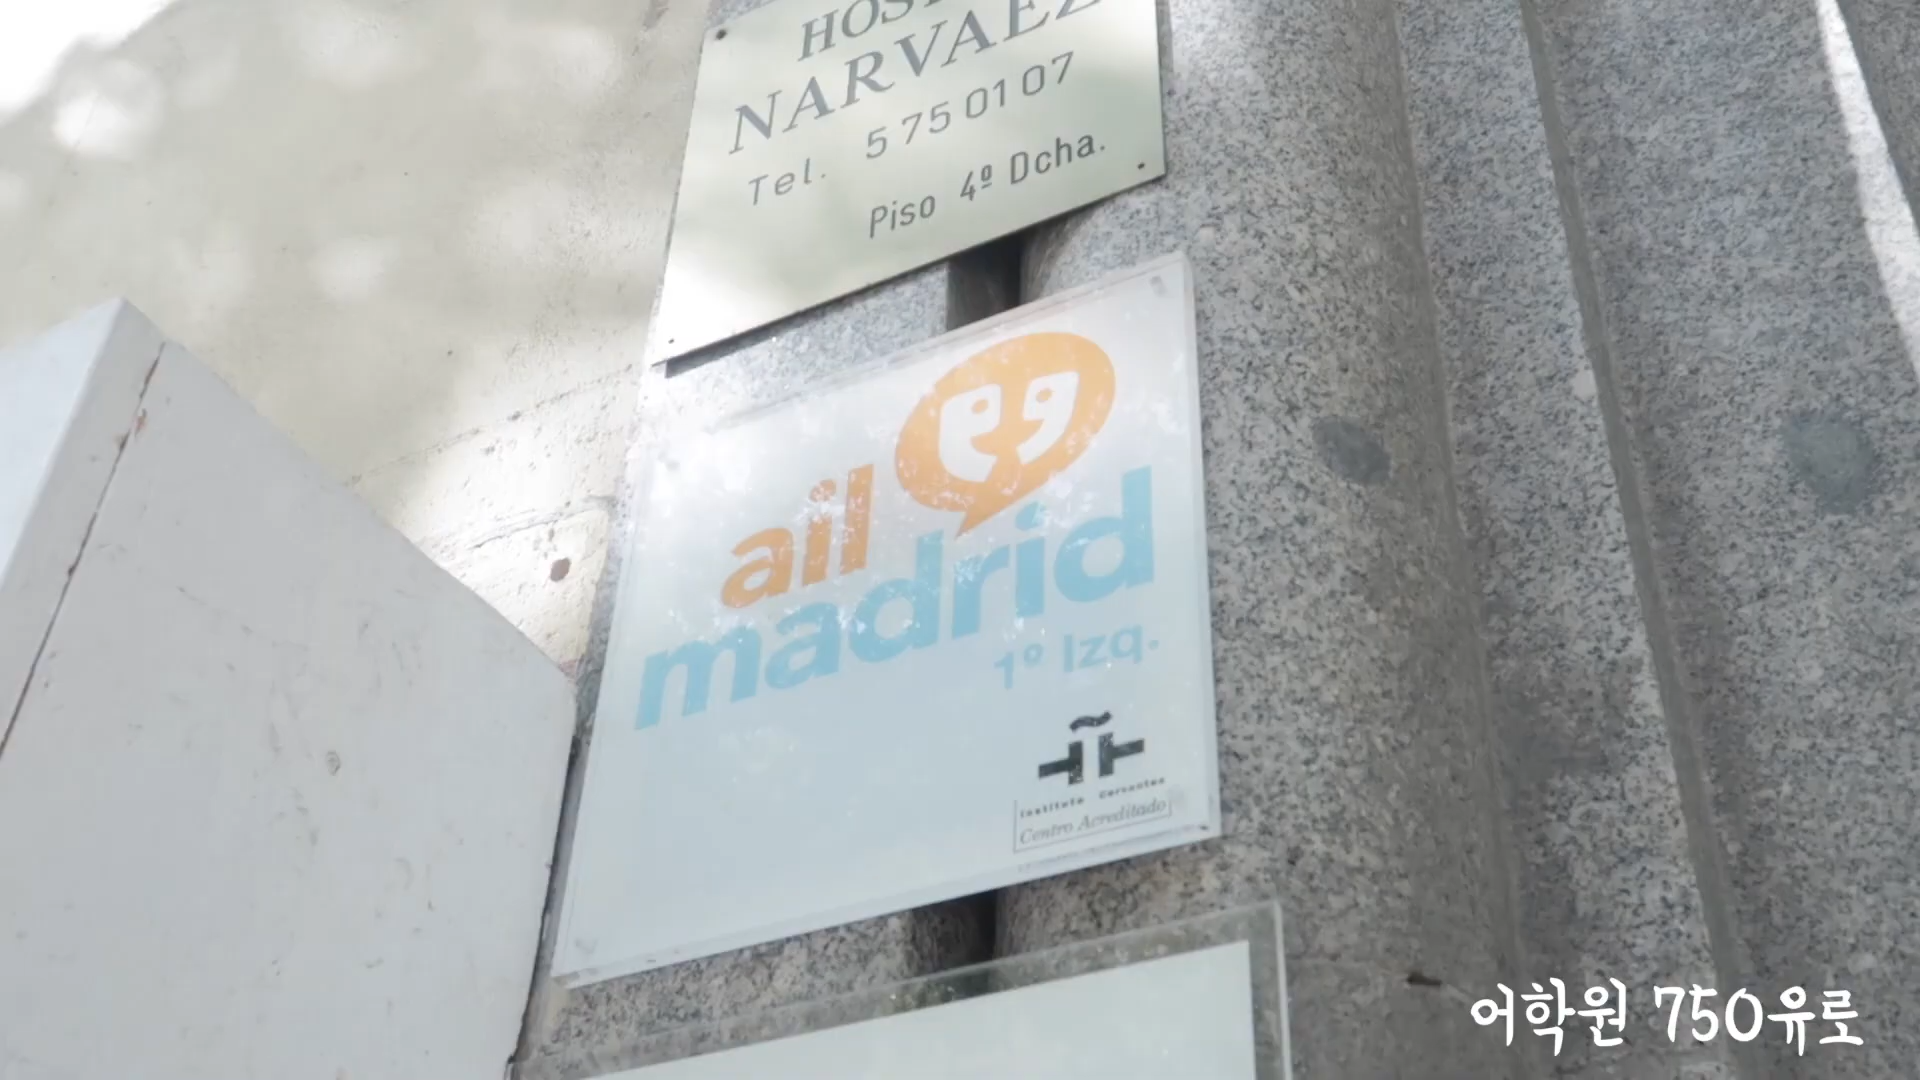 NARVAEZ
Tel. 5750107
Piso 4º Dcha.
ail
madrid
1º Izq.
Instituto Cervantes
Centro Acreditado
어학원 750유로